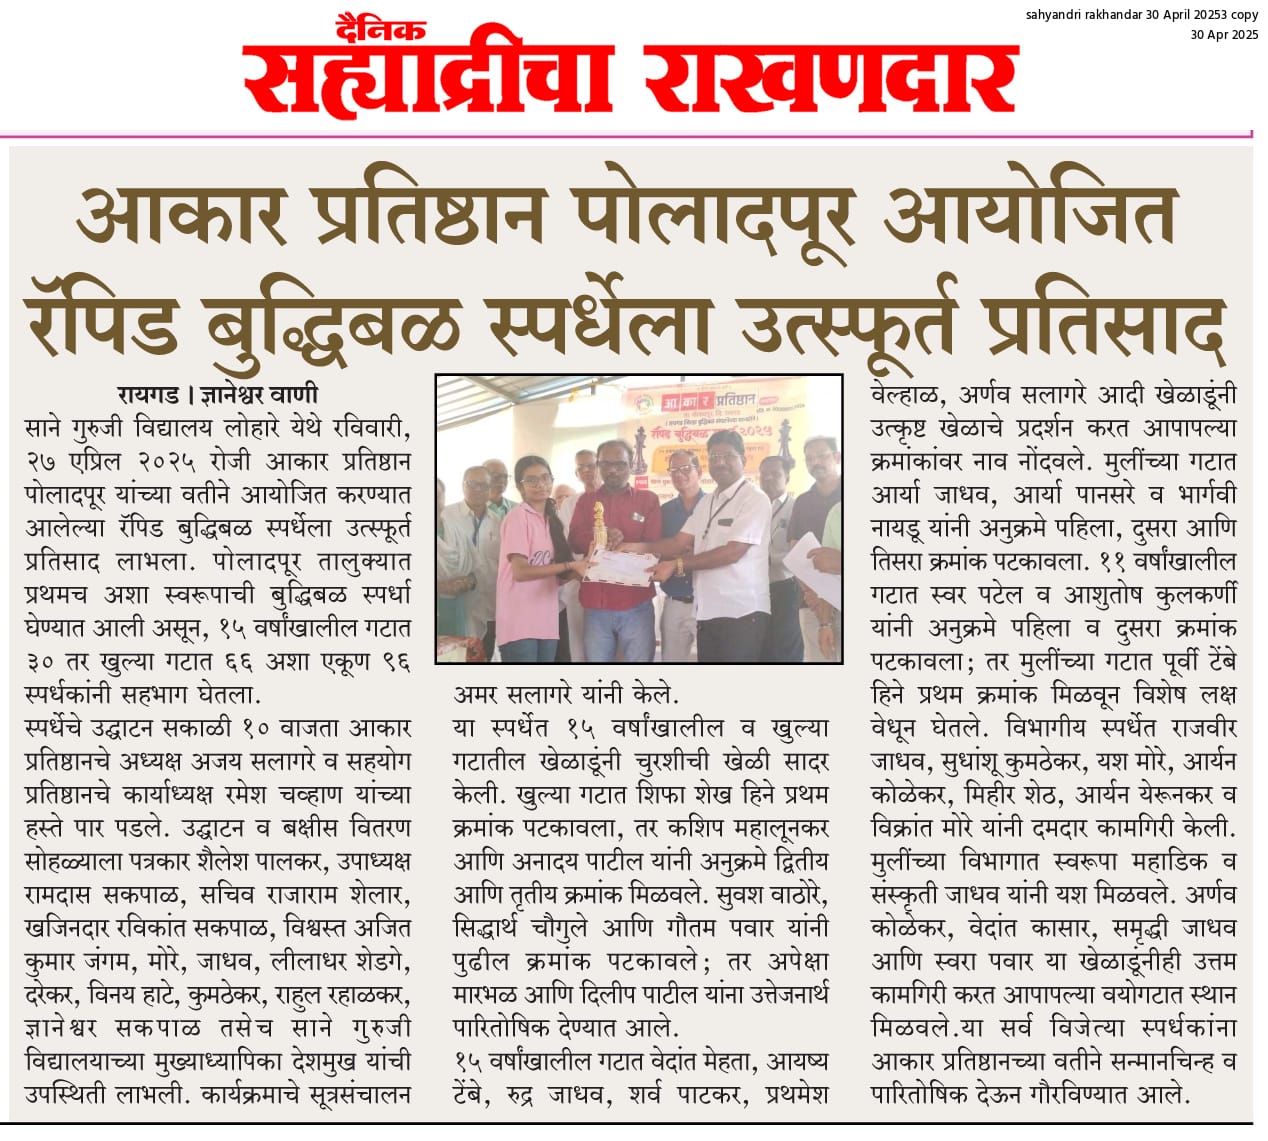 sahyandri rakhandar 30 April 20253 copy
30 Apr 2025
दैनिक
सह्याद्रीचा राखणदार
आकार प्रतिष्ठान पोलादपूर आयोजित
रॅपिड बुद्धिबळ स्पर्धेला उत्स्फूर्त प्रतिसाद
रायगड । ज्ञानेश्वर वाणी
साने गुरुजी विद्यालय लोहारे येथे रविवारी,
२७ एप्रिल २०२५ रोजी आकार प्रतिष्ठान
पोलादपूर यांच्या वतीने आयोजित करण्यात
आलेल्या रॅपिड बुद्धिबळ स्पर्धेला उत्स्फूर्त
प्रतिसाद लाभला. पोलादपूर तालुक्यात
प्रथमच अशा स्वरूपाची बुद्धिबळ स्पर्धा
घेण्यात आली असून, १५ वर्षांखालील गटात
३० तर खुल्या गटात ६६ अशा एकूण ९६
स्पर्धकांनी सहभाग घेतला.
स्पर्धेचे उद्घाटन सकाळी १० वाजता आकार
प्रतिष्ठानचे अध्यक्ष अजय सलागरे व सहयोग
प्रतिष्ठानचे कार्याध्यक्ष रमेश चव्हाण यांच्या
हस्ते पार पडले. उद्घाटन व बक्षीस वितरण
सोहळ्याला पत्रकार शैलेश पालकर, उपाध्यक्ष
रामदास सकपाळ, सचिव राजाराम शेलार,
खजिनदार रविकांत सकपाळ, विश्वस्त अजित
कुमार जंगम, मोरे, जाधव, लीलाधर शेडगे,
दरेकर, विनय हाटे, कुमठेकर, राहुल रहाळकर,
ज्ञानेश्वर सकपाळ तसेच साने गुरुजी
विद्यालयाच्या मुख्याध्यापिका देशमुख यांची
उपस्थिती लाभली. कार्यक्रमाचे सूत्रसंचालन
आकार प्रतिष्ठान
रॅपिड बुद्धिबळ स्पर्धा २०२५
अमर सलागरे यांनी केले.
या स्पर्धेत १५ वर्षांखालील व खुल्या
गटातील खेळाडूंनी चुरशीची खेळी सादर
केली. खुल्या गटात शिफा शेख हिने प्रथम
क्रमांक पटकावला, तर कशिप महालूनकर
आणि अनादय पाटील यांनी अनुक्रमे द्वितीय
आणि तृतीय क्रमांक मिळवले. सुवश वाठोरे,
सिद्धार्थ चौगुले आणि गौतम पवार यांनी
पुढील क्रमांक पटकावले; तर अपेक्षा
मारभळ आणि दिलीप पाटील यांना उत्तेजनार्थ
पारितोषिक देण्यात आले.
१५ वर्षांखालील गटात वेदांत मेहता, आयष्य
टेंबे, रुद्र जाधव, शर्व पाटकर, प्रथमेश
वेल्हाळ, अर्णव सलागरे आदी खेळाडूंनी
उत्कृष्ट खेळाचे प्रदर्शन करत आपापल्या
क्रमांकांवर नाव नोंदवले. मुलींच्या गटात
आर्या जाधव, आर्या पानसरे व भार्गवी
नायडू यांनी अनुक्रमे पहिला, दुसरा आणि
तिसरा क्रमांक पटकावला. ११ वर्षांखालील
गटात स्वर पटेल व आशुतोष कुलकर्णी
यांनी अनुक्रमे पहिला व दुसरा क्रमांक
पटकावला; तर मुलींच्या गटात पूर्वी टेंबे
हिने प्रथम क्रमांक मिळवून विशेष लक्ष
वेधून घेतले. विभागीय स्पर्धेत राजवीर
जाधव, सुधांशू कुमठेकर, यश मोरे, आर्यन
कोळेकर, मिहीर शेठ, आर्यन येरूनकर व
विक्रांत मोरे यांनी दमदार कामगिरी केली.
मुलींच्या विभागात स्वरूपा महाडिक व
संस्कृती जाधव यांनी यश मिळवले. अर्णव
कोळेकर, वेदांत कासार, समृद्धी जाधव
आणि स्वरा पवार या खेळाडूंनीही उत्तम
कामगिरी करत आपापल्या वयोगटात स्थान
मिळवले.या सर्व विजेत्या स्पर्धकांना
आकार प्रतिष्ठानच्या वतीने सन्मानचिन्ह व
पारितोषिक देऊन गौरविण्यात आले.